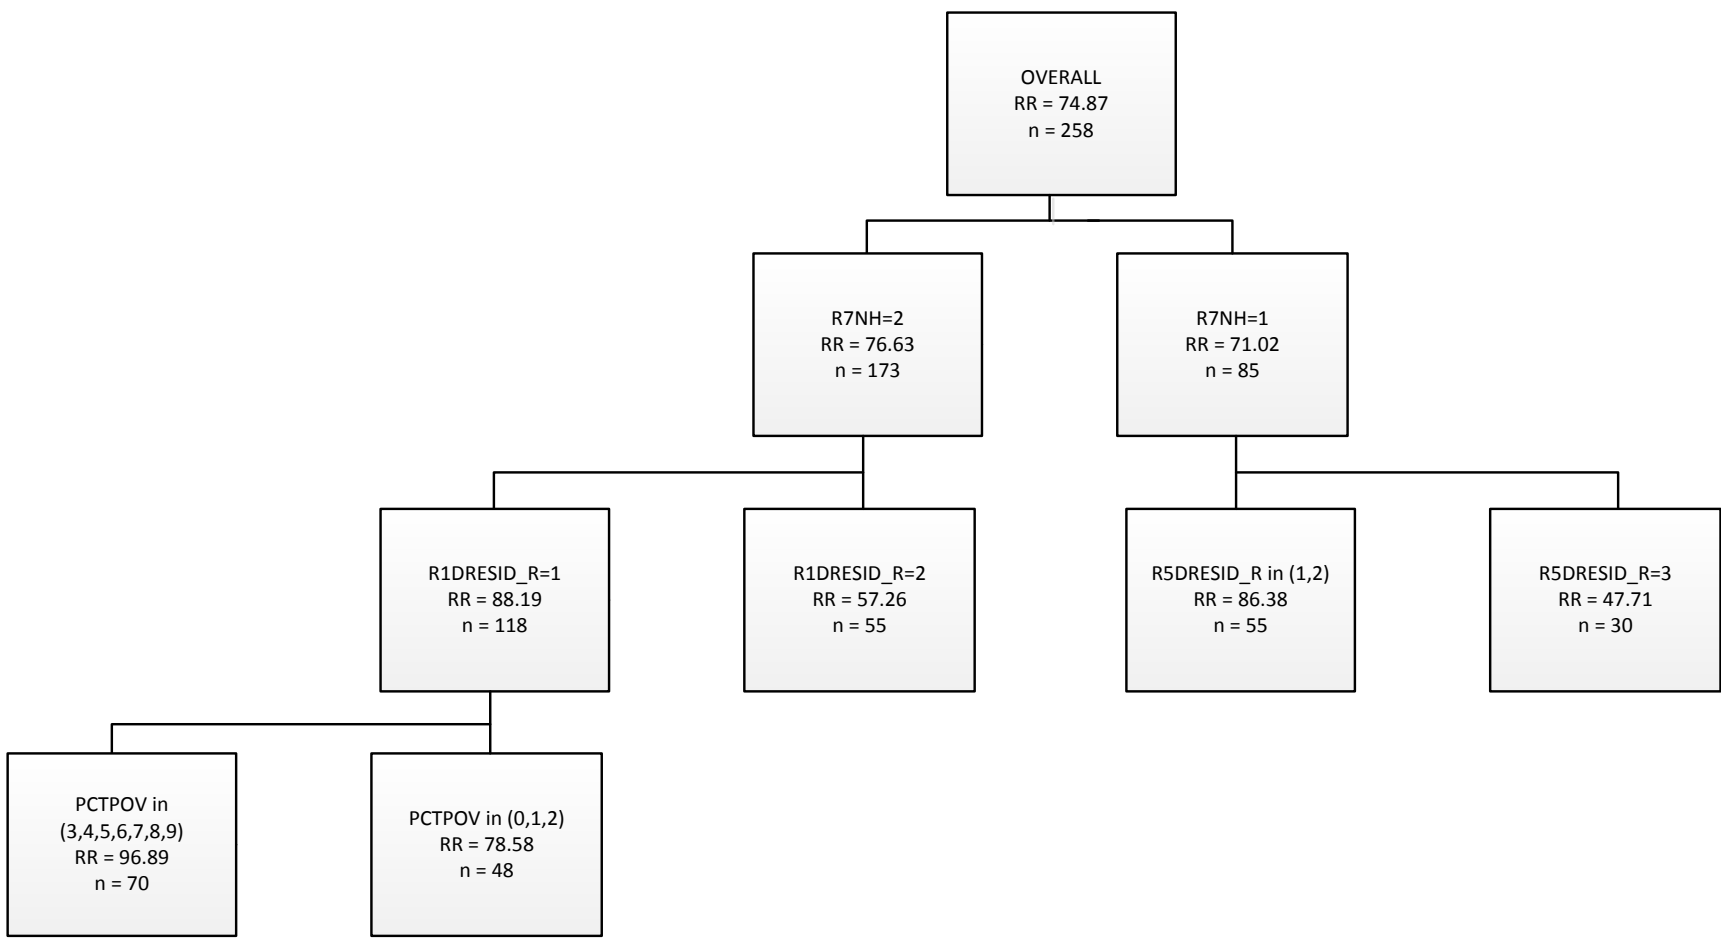 OVERALL
RR = 74.87
n = 258
R7NH=2
RR = 76.63
n = 173
R7NH=1
RR = 71.02
n = 85
R1DRESID_R=1
RR = 88.19
n = 118
R1DRESID_R=2
RR = 57.26
n = 55
R5DRESID_R in (1,2)
RR = 86.38
n = 55
R5DRESID_R=3
RR = 47.71
n = 30
PCTPOV in
(3,4,5,6,7,8,9)
RR = 96.89
n = 70
PCTPOV in (0,1,2)
RR = 78.58
n = 48